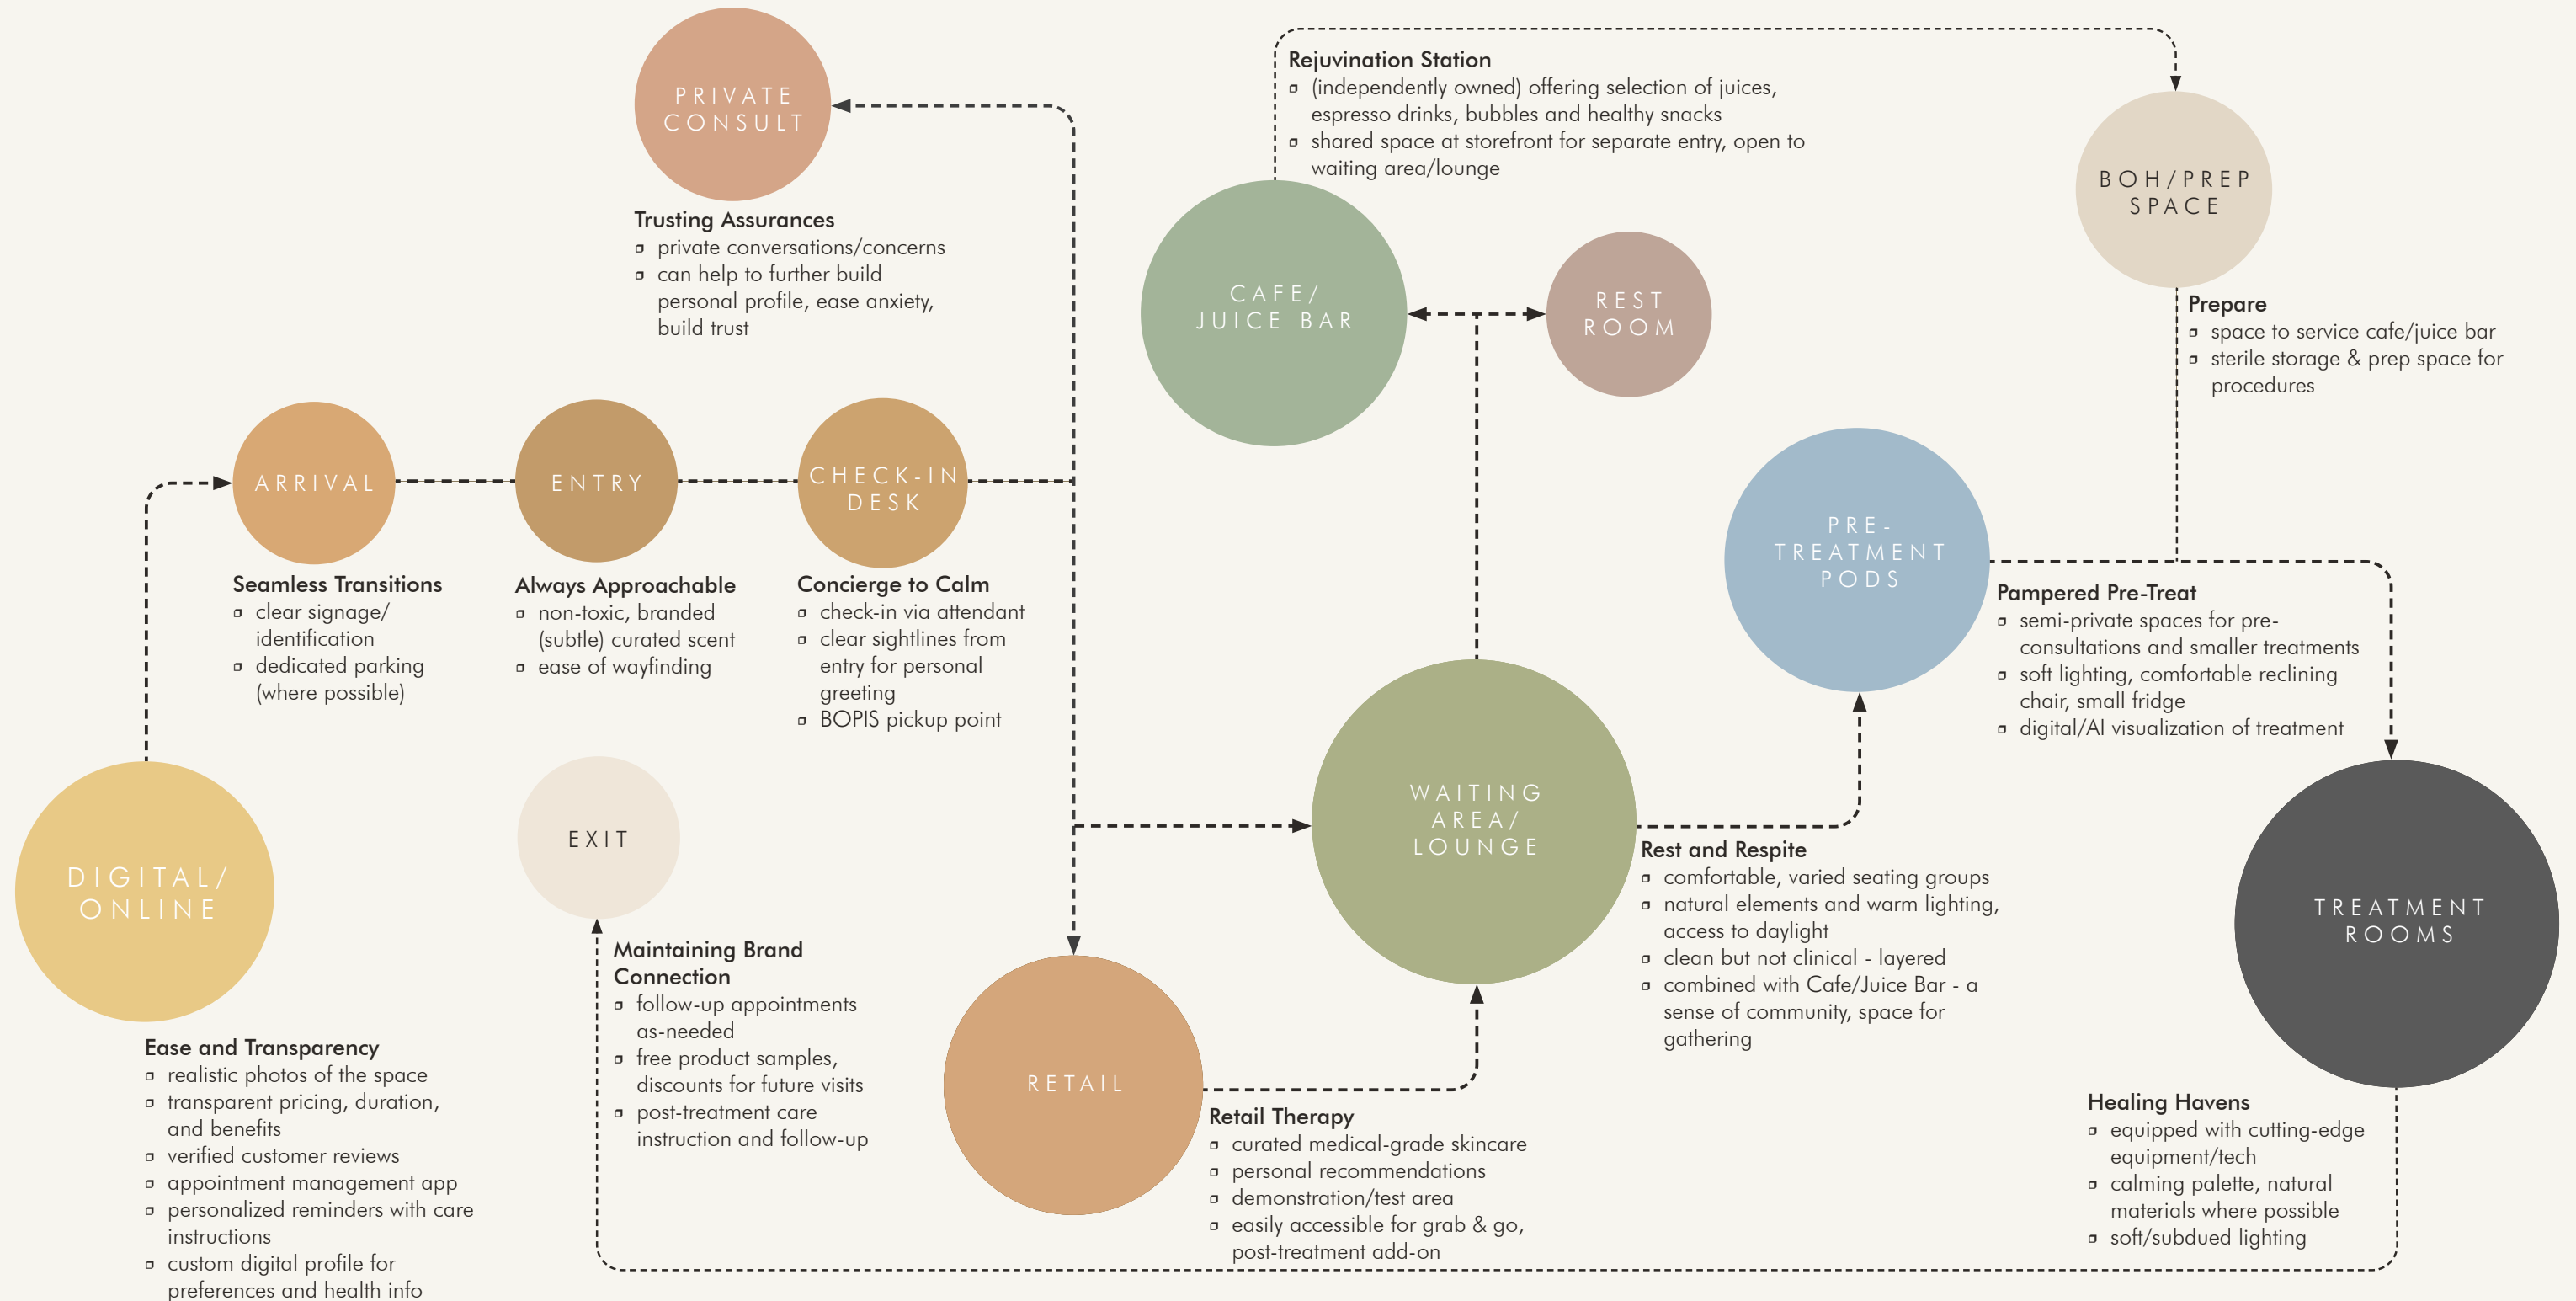 PRIVATE
CONSULT
Trusting Assurances
private conversations/concerns
can help to further build
personal profile, ease anxiety,
build trust
Rejuvination Station
(independently owned) offering selection of juices,
espresso drinks, bubbles and healthy snacks
shared space at storefront for separate entry, open to
waiting area/lounge
CAFE/
JUICE BAR
REST
ROOM
BOH/PREP
SPACE
Prepare
space to service cafe/juice bar
sterile storage & prep space for
procedures
ARRIVAL
Seamless Transitions
clear signage/
identification
dedicated parking
(where possible)
ENTRY
Always Approachable
non-toxic, branded
(subtle) curated scent
ease of wayfinding
CHECK-IN
DESK
Concierge to Calm
check-in via attendant
clear sightlines from
entry for personal
greeting
BOPIS pickup point
PRE-
TREATMENT
PODS
Pampered Pre-Treat
semi-private spaces for pre-
consultations and smaller treatments
soft lighting, comfortable reclining
chair, small fridge
digital/AI visualization of treatment
DIGITAL/
ONLINE
Ease and Transparency
realistic photos of the space
transparent pricing, duration,
and benefits
verified customer reviews
appointment management app
personalized reminders with care
instructions
custom digital profile for
preferences and health info
EXIT
Maintaining Brand
Connection
follow-up appointments
as-needed
free product samples,
discounts for future visits
post-treatment care
instruction and follow-up
RETAIL
Retail Therapy
curated medical-grade skincare
personal recommendations
demonstration/test area
easily accessible for grab & go,
post-treatment add-on
WAITING
AREA/
LOUNGE
Rest and Respite
comfortable, varied seating groups
natural elements and warm lighting,
access to daylight
clean but not clinical - layered
combined with Cafe/Juice Bar - a
sense of community, space for
gathering
TREATMENT
ROOMS
Healing Havens
equipped with cutting-edge
equipment/tech
calming palette, natural
materials where possible
soft/subdued lighting